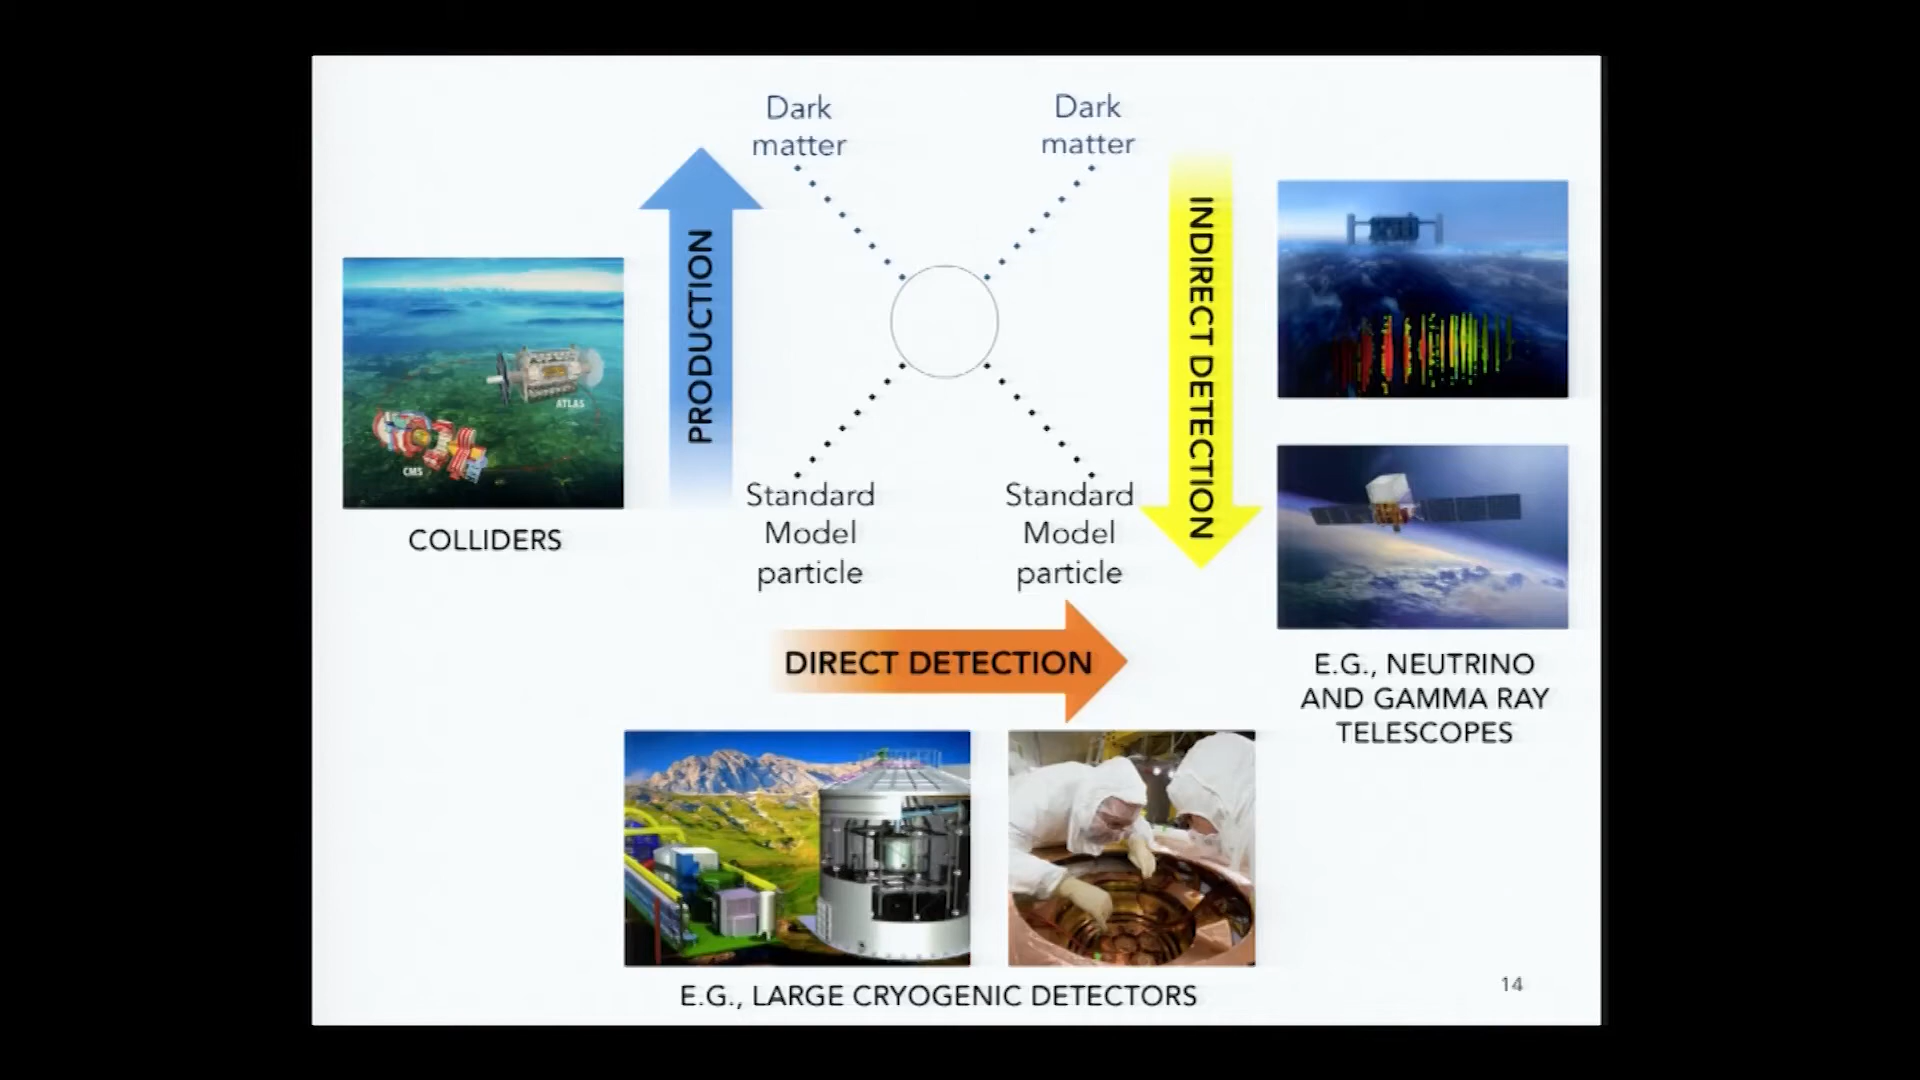 Dark
matter
Dark
matter
PRODUCTION
INDIRECT DETECTION
ATLAS
CMS
COLLIDERS
Standard
Model
particle
Standard
Model
particle
DIRECT DETECTION
E.G., NEUTRINO
AND GAMMA RAY
TELESCOPES
E.G., LARGE CRYOGENIC DETECTORS
14